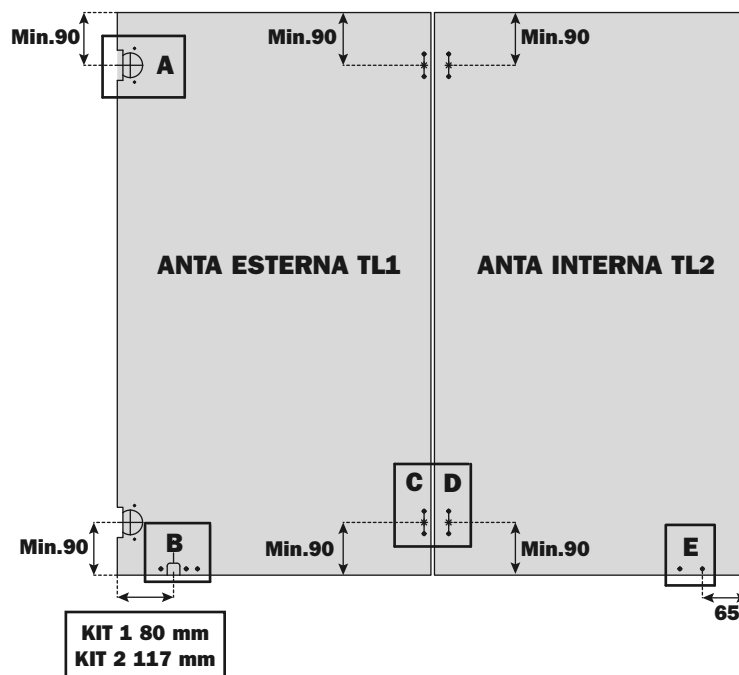 Min.90
Min.90
Min.90
A
ANTA ESTERNA TL1
ANTA INTERNA TL2
C
D
B
E
Min.90
Min.90
Min.90
65
KIT 1 80 mm
KIT 2 117 mm